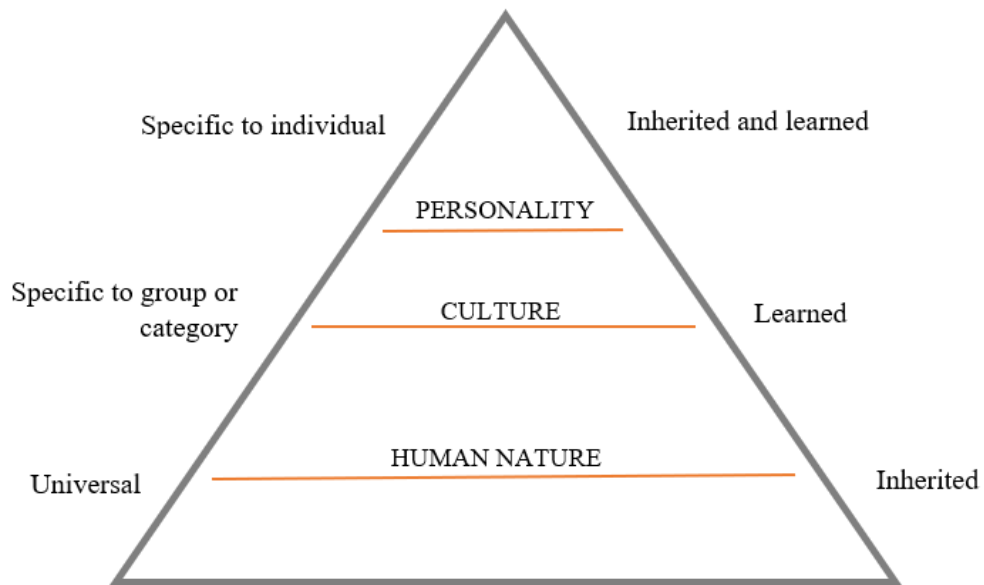 Specific to individual
Inherited and learned
PERSONALITY
Specific to group or
category
CULTURE
Learned
HUMAN NATURE
Universal
Inherited